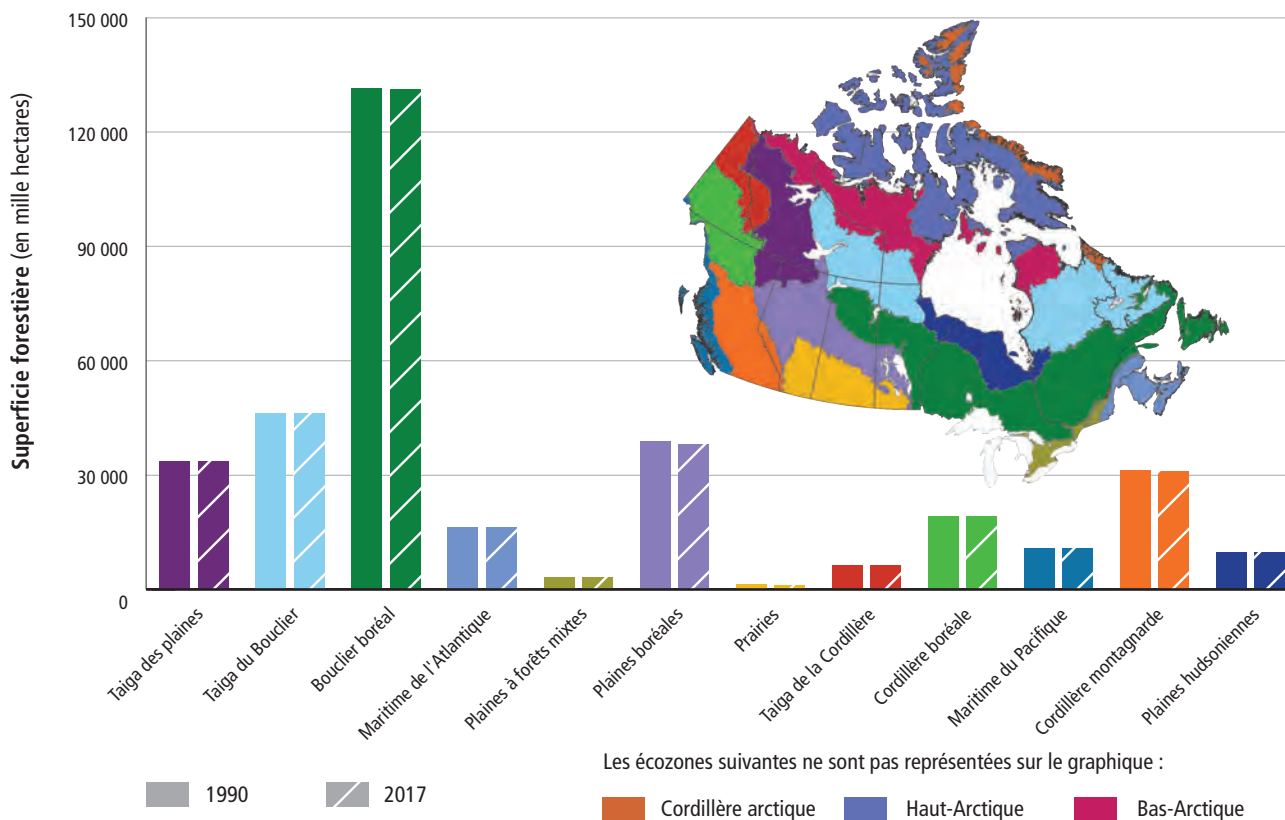 Superficie forestière (en mille hectares)
150 000
120 000
90 000
60 000
30 000
0
Taiga des plaines
Taiga du Bouclier
Bouclier boréal
Maritime de l'Atlantique
Plaines à forêts mixtes
Plaines boréales
Prairies
Taiga de la Cordillère
Cordillère boréale
Maritime du Pacifique
Cordillère montagnarde
Plaines hudsoniennes
1990
2017
Les écozones suivantes ne sont pas représentées sur le graphique :
Cordillère arctique
Haut-Arctique
Bas-Arctique